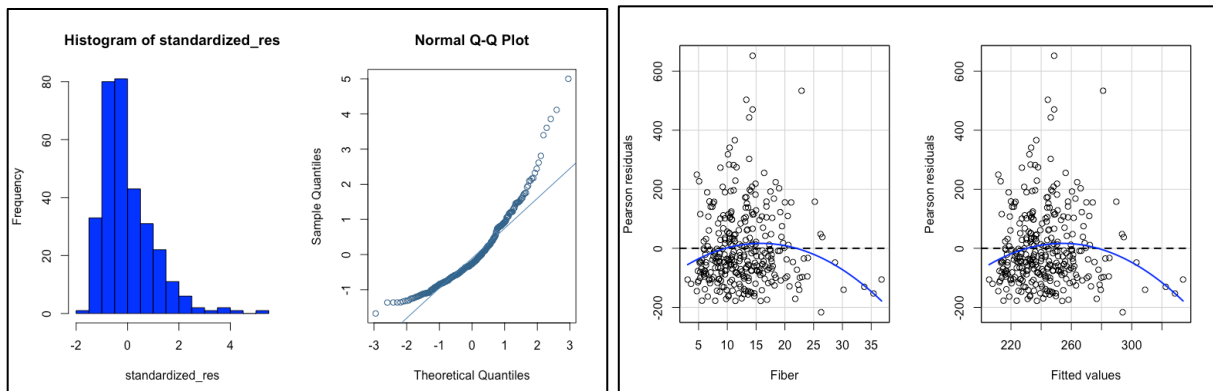 Histogram of standardized_res
Frequency
0 20 40 60 80
-2 0 2 4
standardized_res
Normal Q-Q Plot
Sample Quantiles
-1 0 1 2 3 4 5
-3 -2 -1 0 1 2 3
Theoretical Quantiles
Pearson residuals
-200 0 200 400 600
5 10 15 20 25 30 35
Fiber
Pearson residuals
-200 0 200 400 600
220 260 300
Fitted values